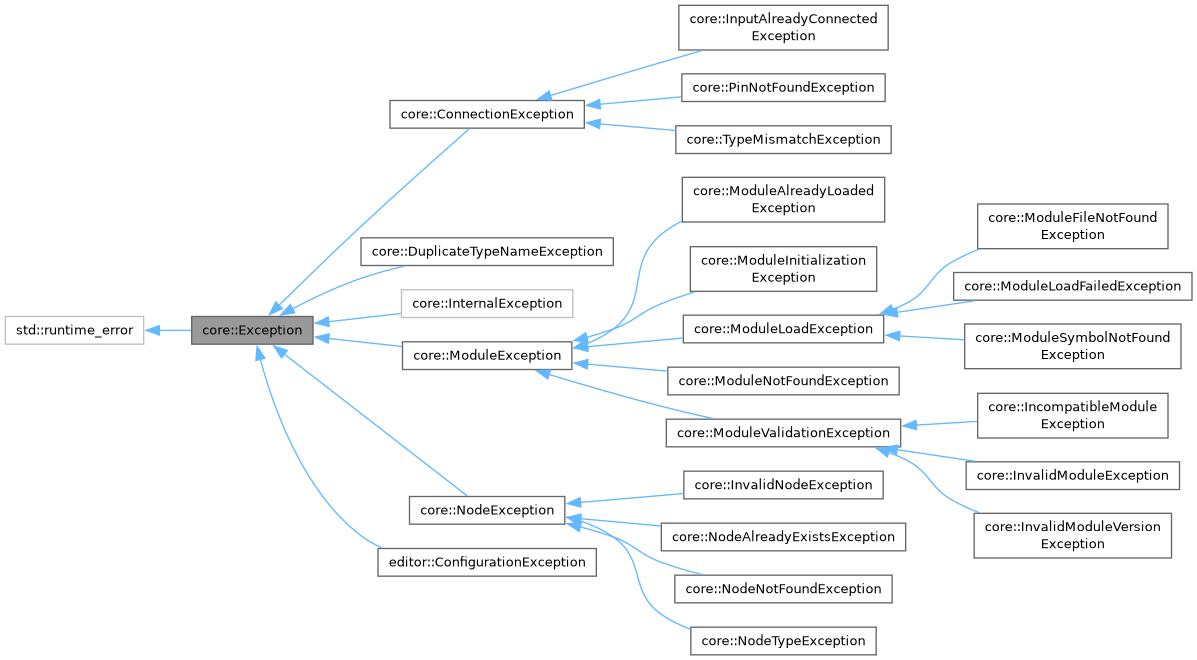 core::InputAlreadyConnected
Exception
core::PinNotFoundException
core::ConnectionException
core::TypeMismatchException
core::ModuleAlreadyLoaded
Exception
core::ModuleFileNotFound
Exception
core::DuplicateTypeNameException
core::ModuleInitialization
Exception
core::ModuleLoadFailedException
core::InternalException
std::runtime_error
core::Exception
core::ModuleLoadException
core::ModuleSymbolNotFound
Exception
core::ModuleException
core::ModuleNotFoundException
core::IncompatibleModule
Exception
core::ModuleValidationException
core::InvalidModuleException
core::InvalidNodeException
core::NodeException
core::InvalidModuleVersion
Exception
core::NodeAlreadyExistsException
editor::ConfigurationException
core::NodeNotFoundException
core::NodeTypeException